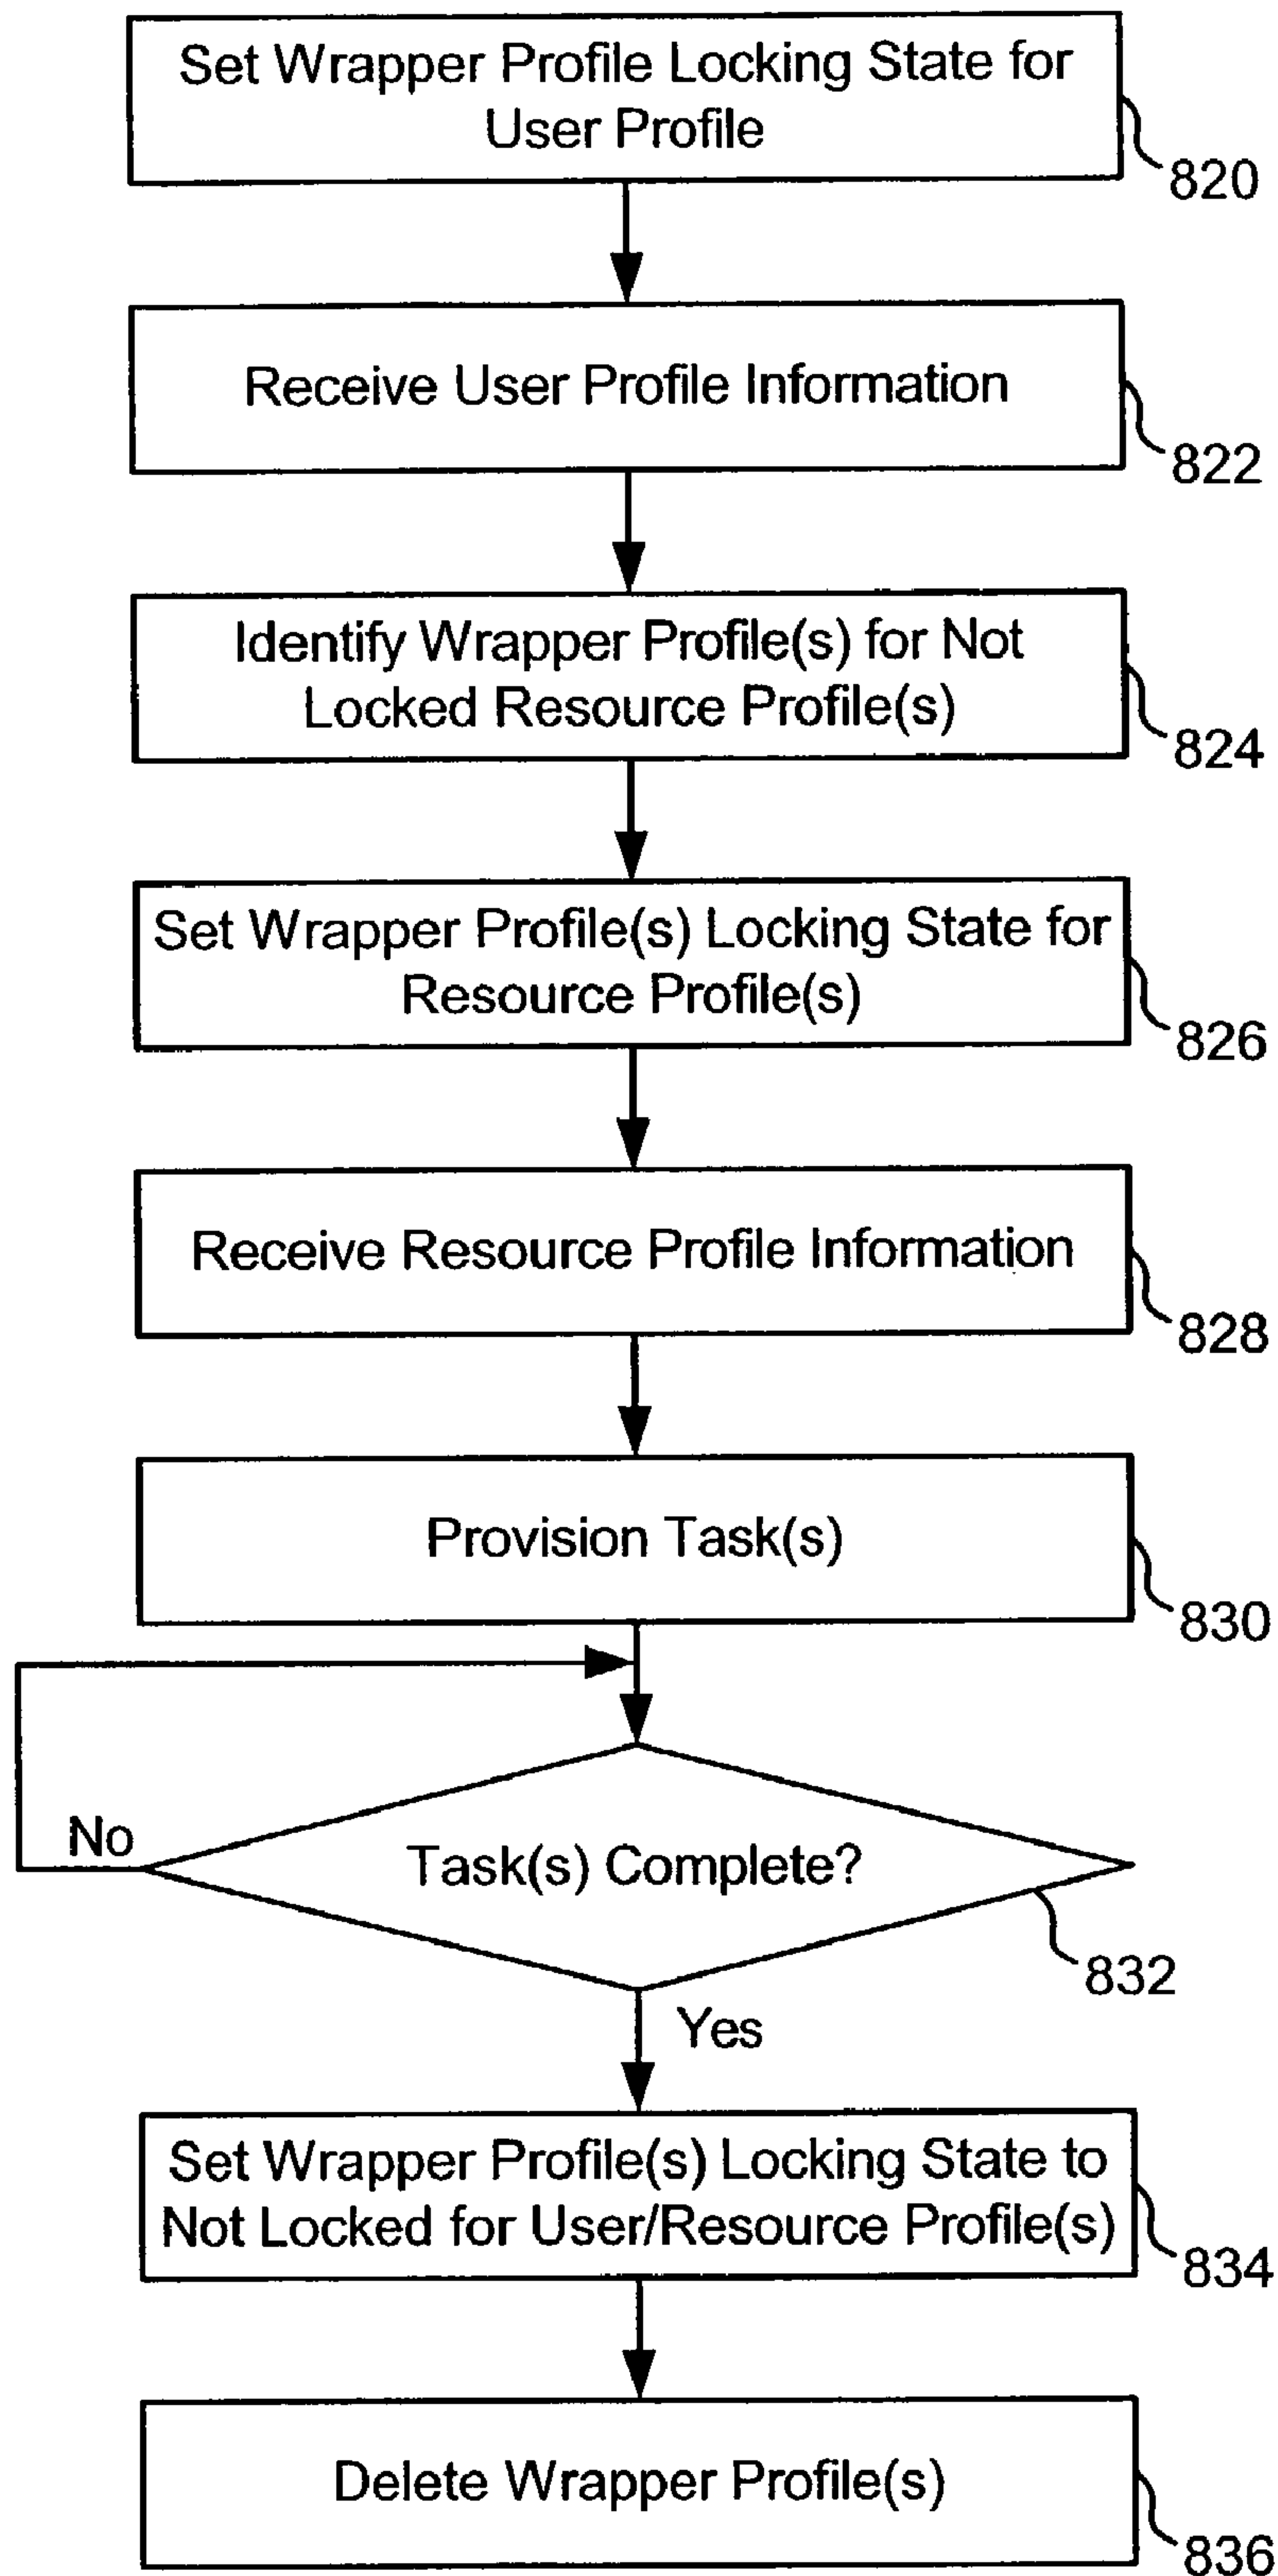 Set Wrapper Profile Locking State for
User Profile
820
Receive User Profile Information
822
Identify Wrapper Profile(s) for Not
Locked Resource Profile(s)
824
Set Wrapper Profile(s) Locking State for
Resource Profile(s)
826
Receive Resource Profile Information
828
Provision Task(s)
830
No
Task(s) Complete?
832
Yes
Set Wrapper Profile(s) Locking State to
Not Locked for User/Resource Profile(s)
834
Delete Wrapper Profile(s)
836